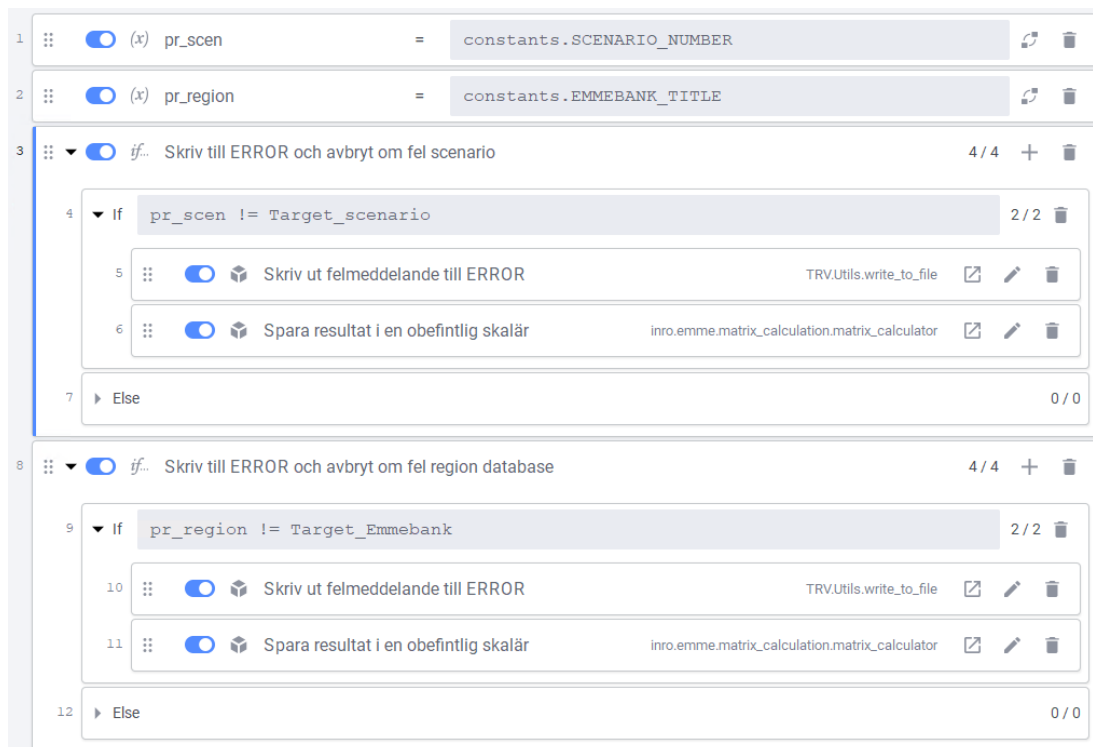 1 (x) pr_scen = constants.SCENARIO_NUMBER
2 (x) pr_region = constants.EMMEBANK_TITLE
3 if... Skriv till ERROR och avbryt om fel scenario 4 / 4
4 If pr_scen != Target_scenario 2 / 2
5 Skriv ut felmeddelande till ERROR TRV.Utils.write_to_file
6 Spara resultat i en obefintlig skalär inro.emme.matrix_calculation.matrix_calculator
7 Else 0 / 0
8 if... Skriv till ERROR och avbryt om fel region database 4 / 4
9 If pr_region != Target_Emmebank 2 / 2
10 Skriv ut felmeddelande till ERROR TRV.Utils.write_to_file
11 Spara resultat i en obefintlig skalär inro.emme.matrix_calculation.matrix_calculator
12 Else 0 / 0